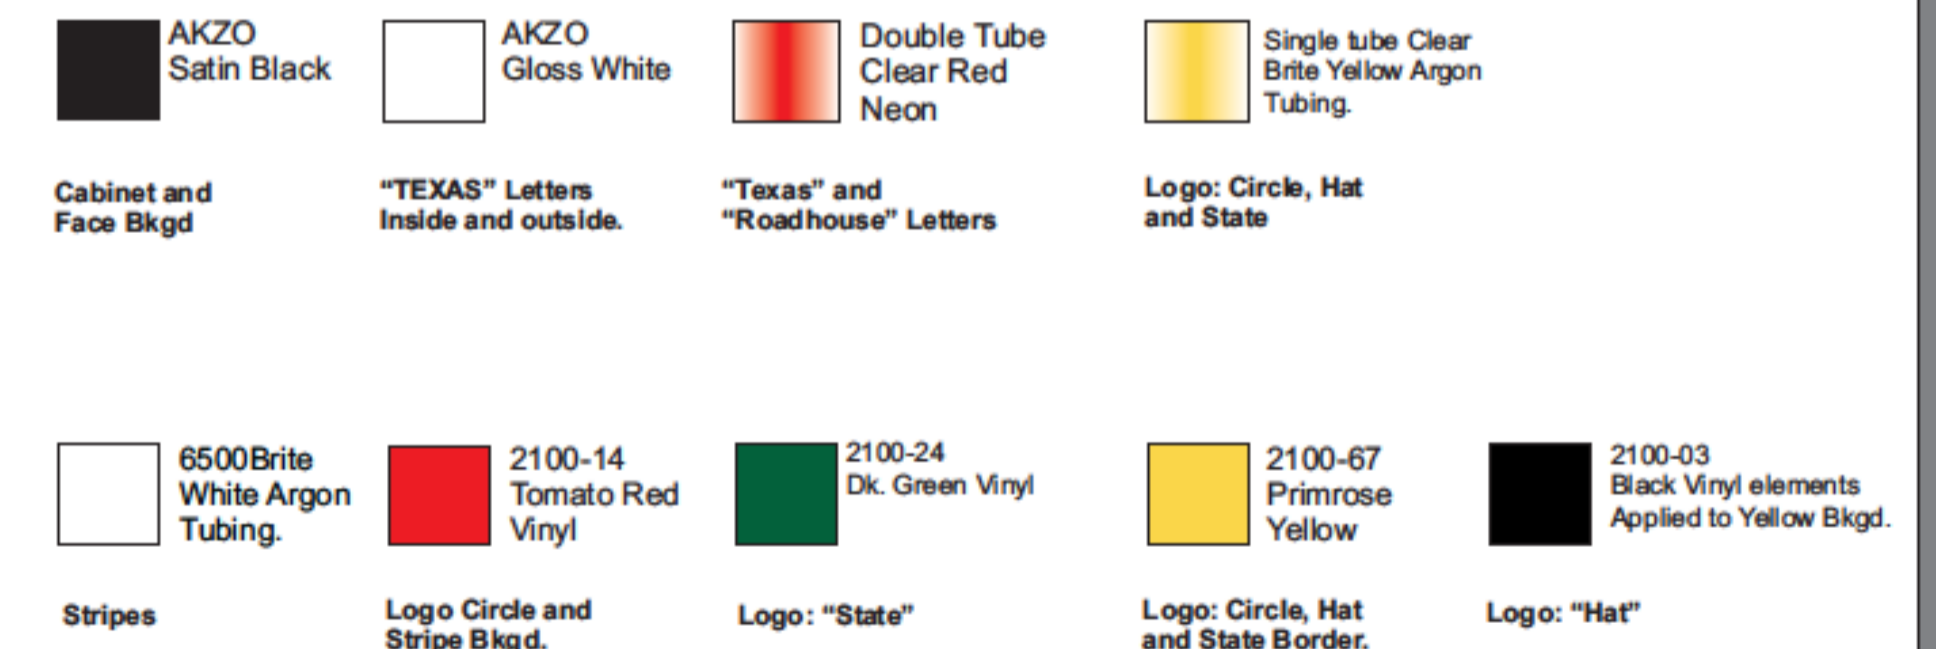 AKZO
Satin Black
Cabinet and
Face Bkgd
AKZO
Gloss White
“TEXAS” Letters
Inside and outside.
Double Tube
Clear Red
Neon
“Texas” and
“Roadhouse” Letters
Single tube Clear
Brite Yellow Argon
Tubing.
Logo: Circle, Hat
and State
6500Brite
White Argon
Tubing.
Stripes
2100-14
Tomato Red
Vinyl
Logo Circle and
Stripe Bkgd.
2100-24
Dk. Green Vinyl
Logo: “State”
2100-67
Primrose
Yellow
Logo: Circle, Hat
and State Border.
2100-03
Black Vinyl elements
Applied to Yellow Bkgd.
Logo: “Hat”